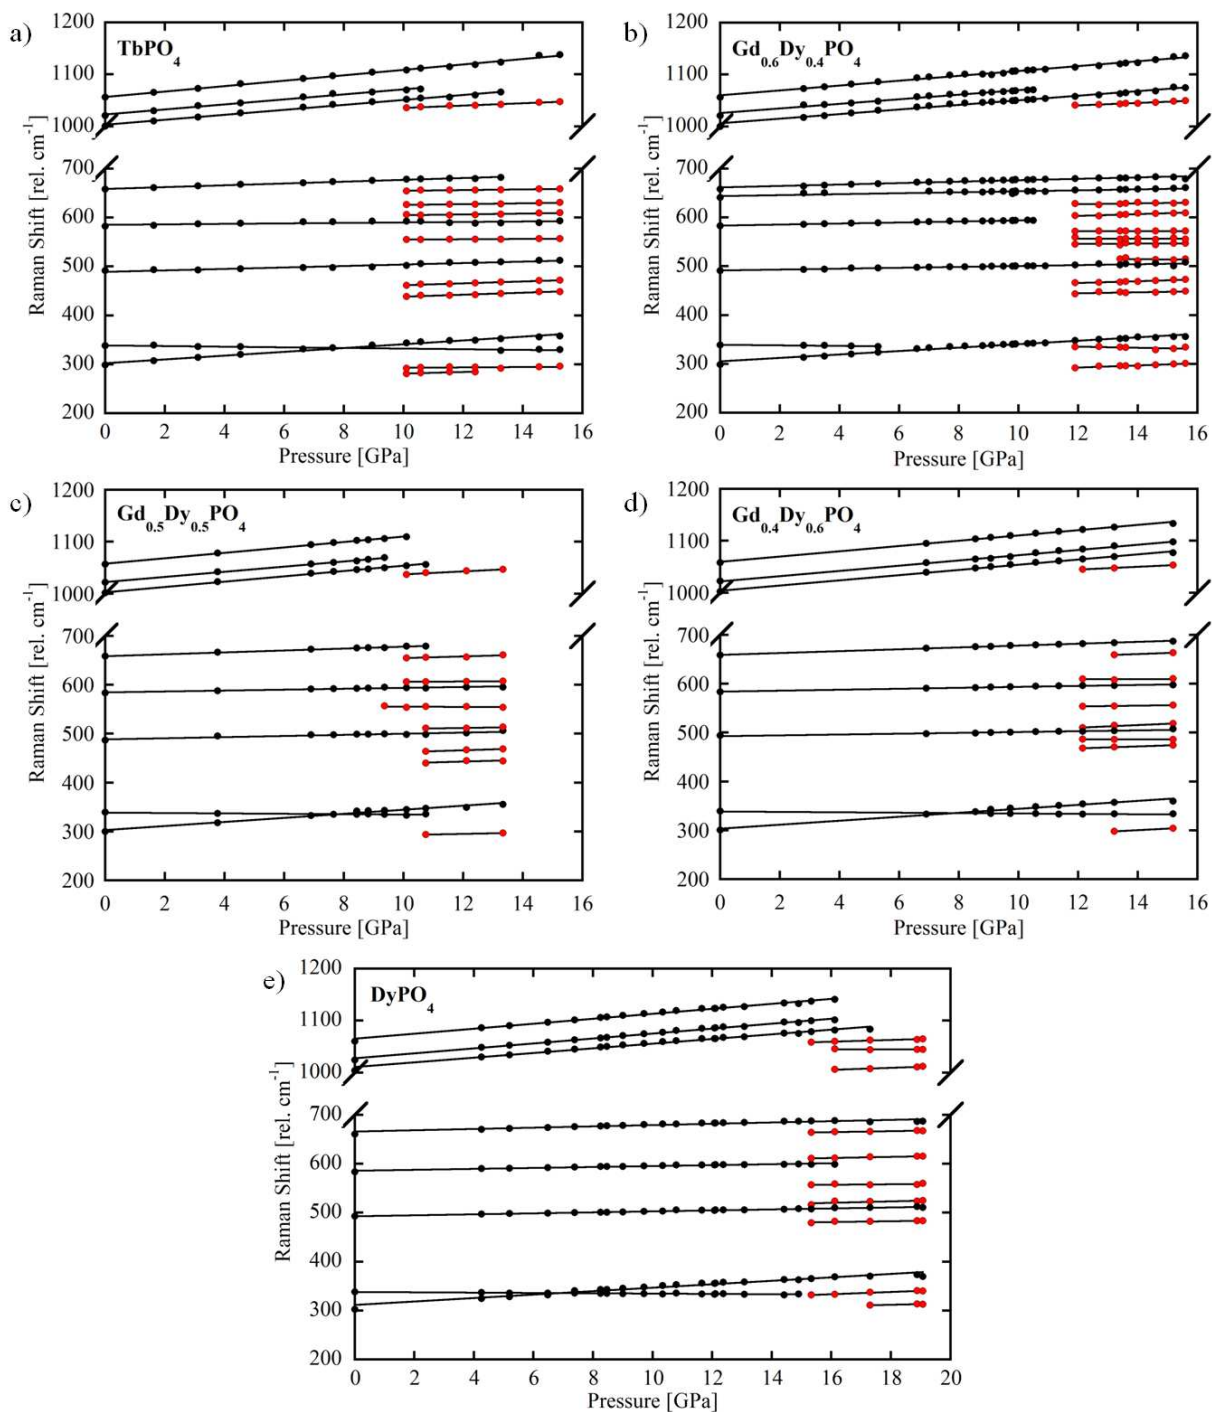 a)
TbPO4
Raman Shift [rel. cm-1]
1200
1100
1000
700
600
500
400
300
200
0 2 4 6 8 10 12 14 16
Pressure [GPa]
b)
Gd0.6Dy0.4PO4
Raman Shift [rel. cm-1]
1200
1100
1000
700
600
500
400
300
200
0 2 4 6 8 10 12 14 16
Pressure [GPa]
c)
Gd0.5Dy0.5PO4
Raman Shift [rel. cm-1]
1200
1100
1000
700
600
500
400
300
200
0 2 4 6 8 10 12 14 16
Pressure [GPa]
d)
Gd0.4Dy0.6PO4
Raman Shift [rel. cm-1]
1200
1100
1000
700
600
500
400
300
200
0 2 4 6 8 10 12 14 16
Pressure [GPa]
e)
DyPO4
Raman Shift [rel. cm-1]
1200
1100
1000
700
600
500
400
300
200
0 2 4 6 8 10 12 14 16 18 20
Pressure [GPa]